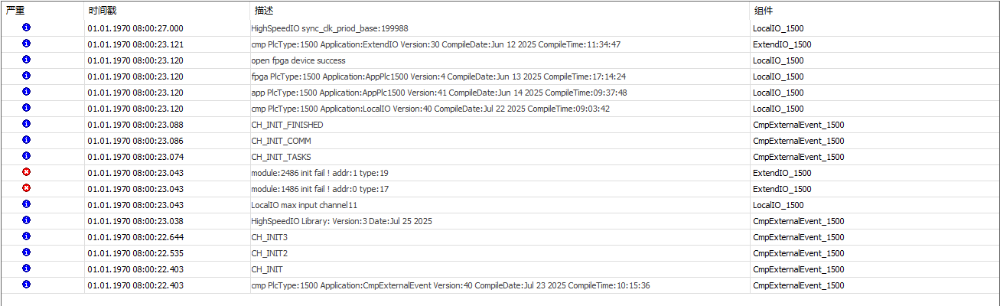 严重 时间戳 描述 组件
01.01.1970 08:00:27.000 HighSpeedIO sync_clk_priod_base:199988 LocalIO_1500
01.01.1970 08:00:23.121 cmp PlcType:1500 Application:ExtendIO Version:30 CompileDate:Jun 12 2025 CompileTime:11:34:47 ExtendIO_1500
01.01.1970 08:00:23.120 open fpga device success LocalIO_1500
01.01.1970 08:00:23.120 fpga PlcType:1500 Application:AppPlc1500 Version:4 CompileDate:Jun 13 2025 CompileTime:17:14:24 LocalIO_1500
01.01.1970 08:00:23.120 app PlcType:1500 Application:AppPlc1500 Version:41 CompileDate:Jun 14 2025 CompileTime:09:37:48 LocalIO_1500
01.01.1970 08:00:23.120 cmp PlcType:1500 Application:LocalIO Version:40 CompileDate:Jul 22 2025 CompileTime:09:03:42 LocalIO_1500
01.01.1970 08:00:23.088 CH_INIT_FINISHED CmpExternalEvent_1500
01.01.1970 08:00:23.086 CH_INIT_COMM CmpExternalEvent_1500
01.01.1970 08:00:23.074 CH_INIT_TASKS CmpExternalEvent_1500
01.01.1970 08:00:23.043 module:2486 init fail ! addr:1 type:19 ExtendIO_1500
01.01.1970 08:00:23.043 module:1486 init fail ! addr:0 type:17 ExtendIO_1500
01.01.1970 08:00:23.043 LocalIO max input channel11 LocalIO_1500
01.01.1970 08:00:23.038 HighSpeedIO Library: Version:3 Date:Jul 25 2025 CmpExternalEvent_1500
01.01.1970 08:00:22.644 CH_INIT3 CmpExternalEvent_1500
01.01.1970 08:00:22.535 CH_INIT2 CmpExternalEvent_1500
01.01.1970 08:00:22.403 CH_INIT CmpExternalEvent_1500
01.01.1970 08:00:22.403 cmp PlcType:1500 Application:CmpExternalEvent Version:40 CompileDate:Jul 23 2025 CompileTime:10:15:36 CmpExternalEvent_1500